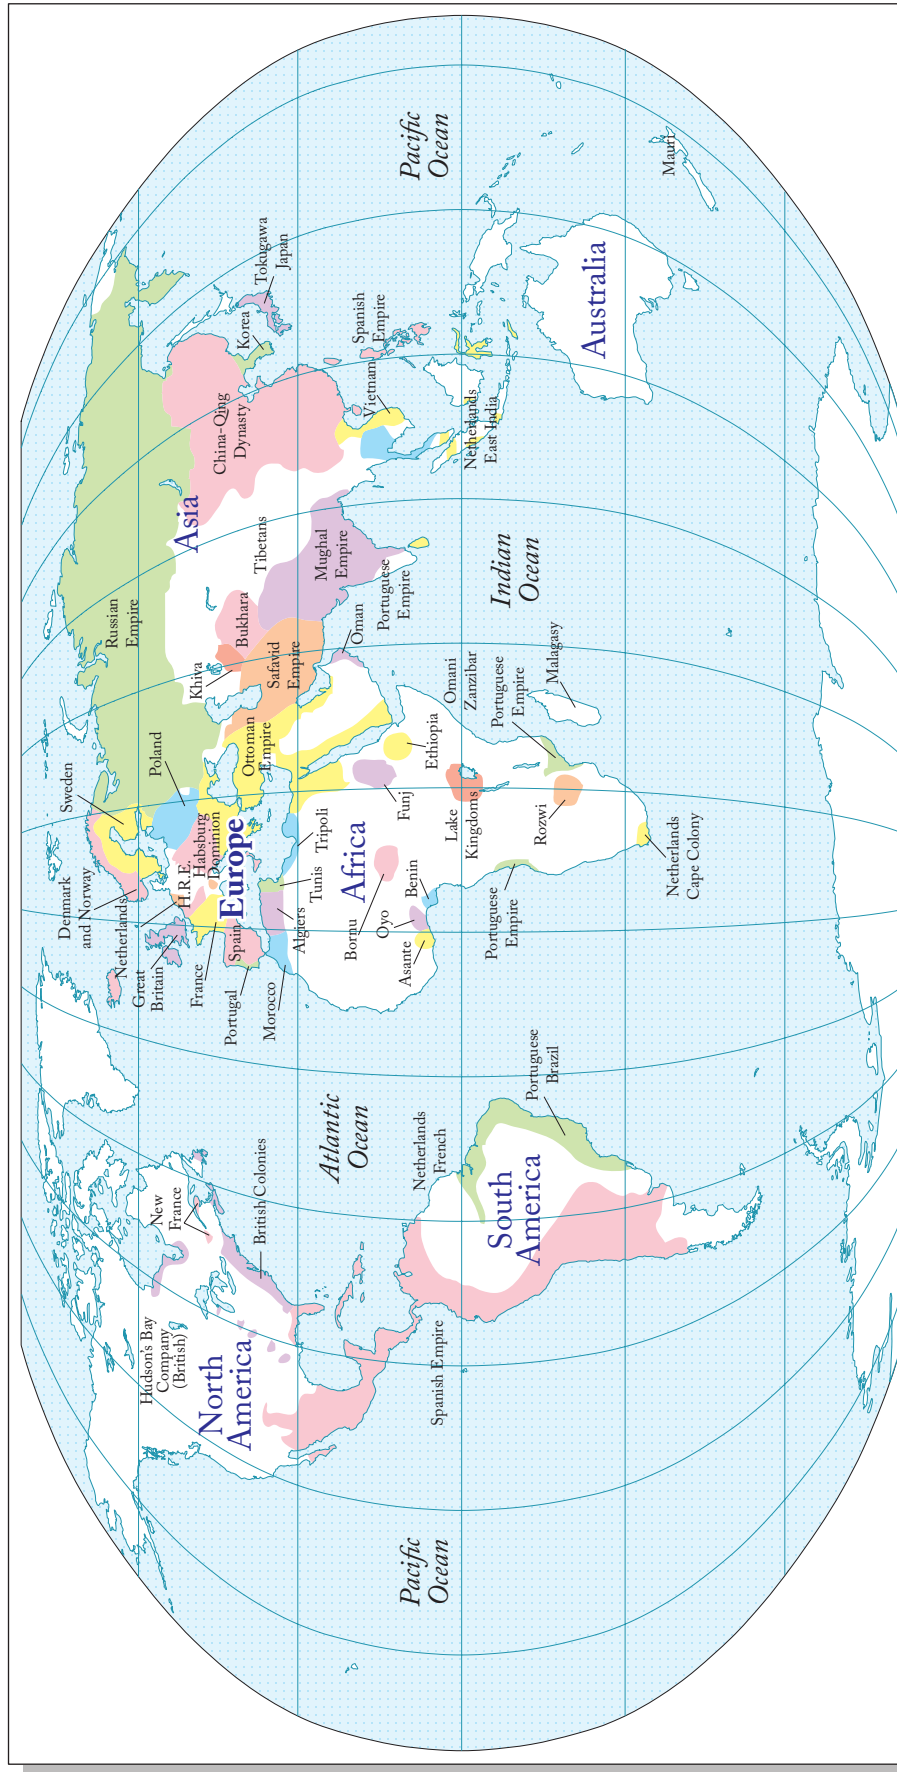 Pacific
Ocean
North
America
Hudson's Bay
Company
(British)
New
France
British Colonies
Spanish Empire
Atlantic
Ocean
Netherlands
French
South
America
Portuguese
Brazil
Denmark
and Norway
Sweden
Netherlands
Great
Britain
H.R.E.
Habsburg
Dominion
Poland
France
Europe
Spain
Portugal
Morocco
Algiers
Tunis
Tripoli
Ottoman
Empire
Africa
Bornu
Oyo
Benin
Asante
Funj
Ethiopia
Lake
Kingdoms
Omani
Zanzibar
Portuguese
Empire
Portuguese
Empire
Rozwi
Malagasy
Netherlands
Cape Colony
Russian
Empire
Asia
Khiva
Bukhara
Safavid
Empire
Oman
Tibetans
Mughal
Empire
Portuguese
Empire
China-Qing
Dynasty
Korea
Tokugawa
Japan
Vietnam
Spanish
Empire
Netherlands
East India
Indian
Ocean
Australia
Pacific
Ocean
Mauri